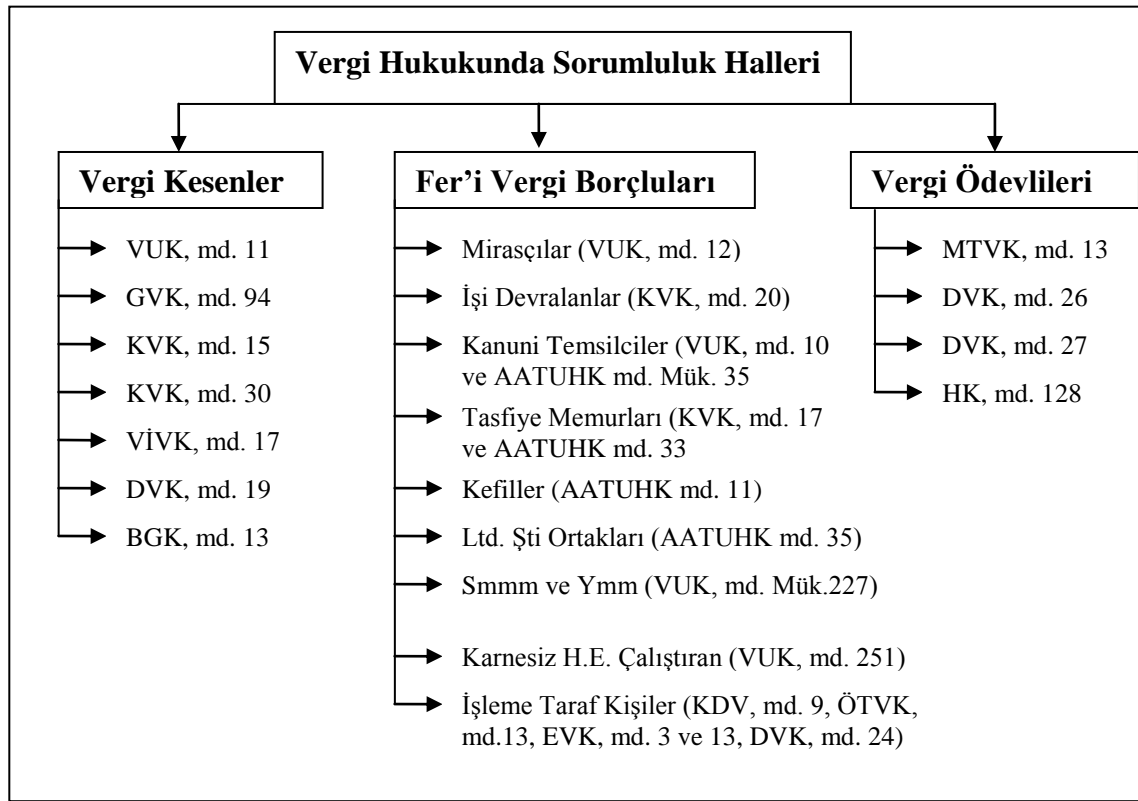 Vergi Hukukunda Sorumluluk Halleri
Vergi Kesenler
VUK, md. 11
GVK, md. 94
KVK, md. 15
KVK, md. 30
VİVK, md. 17
DVK, md. 19
BGK, md. 13
Fer’i Vergi Borçluları
Mirasçılar (VUK, md. 12)
İşi Devralanlar (KVK, md. 20)
Kanuni Temsilciler (VUK, md. 10
ve AATUHK md. Mük. 35
Tasfiye Memurları (KVK, md. 17
ve AATUHK md. 33
Kefiller (AATUHK md. 11)
Ltd. Şti Ortakları (AATUHK md. 35)
Smmm ve Ymm (VUK, md. Mük.227)
Karnesiz H.E. Çalıştıran (VUK, md. 251)
İşleme Taraf Kişiler (KDV, md. 9, ÖTVK,
md.13, EVK, md. 3 ve 13, DVK, md. 24)
Vergi Ödevlileri
MTVK, md. 13
DVK, md. 26
DVK, md. 27
HK, md. 128